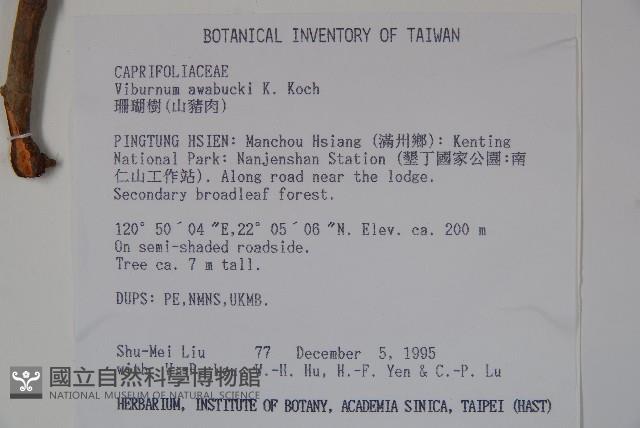 BOTANICAL INVENTORY OF TAIWAN
CAPRIFOLIACEAE
Viburnum awabucki K. Koch
珊瑚樹(山豬肉)
PINGTUNG HSIEN: Manchou Hsiang (滿州鄉): Kenting
National Park: Nanjenshan Station (墾丁國家公園:南
仁山工作站). Along road near the lodge.
Secondary broadleaf forest.
120° 50´04 ″E,22° 05´06 ″N. Elev. ca. 200 m
On semi-shaded roadside.
Tree ca. 7 m tall.
DUPS: PE,NMNS,UKMB.
Shu-Mei Liu 77 December 5, 1995
with Hu, H.-F. Yen & C.-P. Lu
國立自然科學博物館
NATIONAL MUSEUM OF NATURAL SCIENCE
HERBARIUM, INSTITUTE OF BOTANY, ACADEMIA SINICA, TAIPEI (HAST)